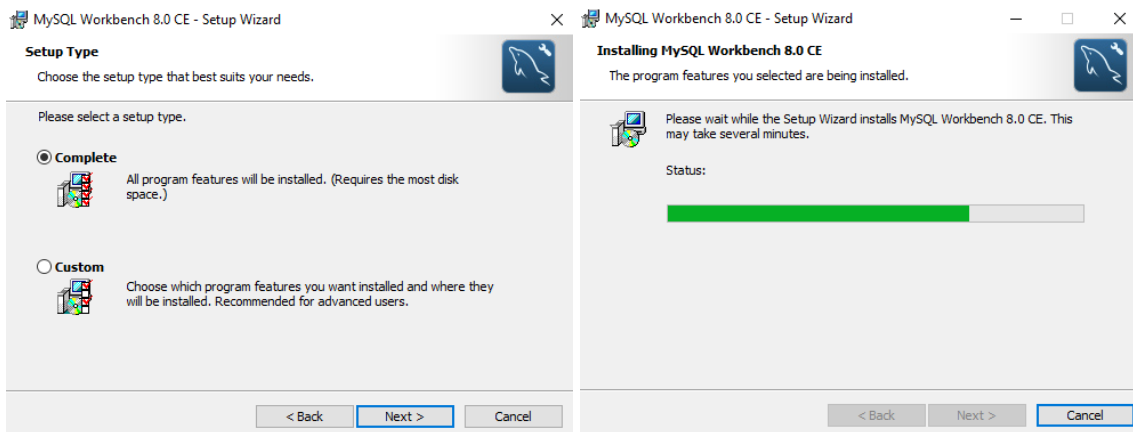 MySQL Workbench 8.0 CE - Setup Wizard
Setup Type
Choose the setup type that best suits your needs.
Please select a setup type.
Complete
All program features will be installed. (Requires the most disk
space.)
Custom
Choose which program features you want installed and where they
will be installed. Recommended for advanced users.
< Back Next > Cancel
MySQL Workbench 8.0 CE - Setup Wizard
Installing MySQL Workbench 8.0 CE
The program features you selected are being installed.
Please wait while the Setup Wizard installs MySQL Workbench 8.0 CE. This
may take several minutes.
Status:
< Back Next > Cancel